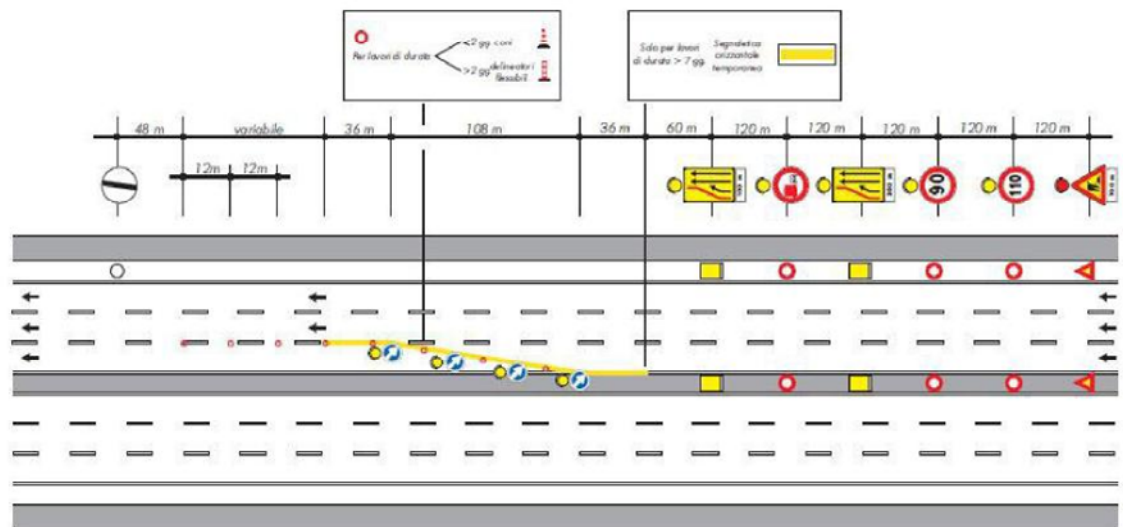 Per lavori di durata
<2 gg coni
>2 gg delineatori
flessibili
Solo per lavori
di durata > 7 gg.
Segnaletica
orizzontale
temporanea
48 m
variabile
36 m
108 m
36 m
60 m
120 m
120 m
120 m
120 m
120 m
12m
12m
90
110